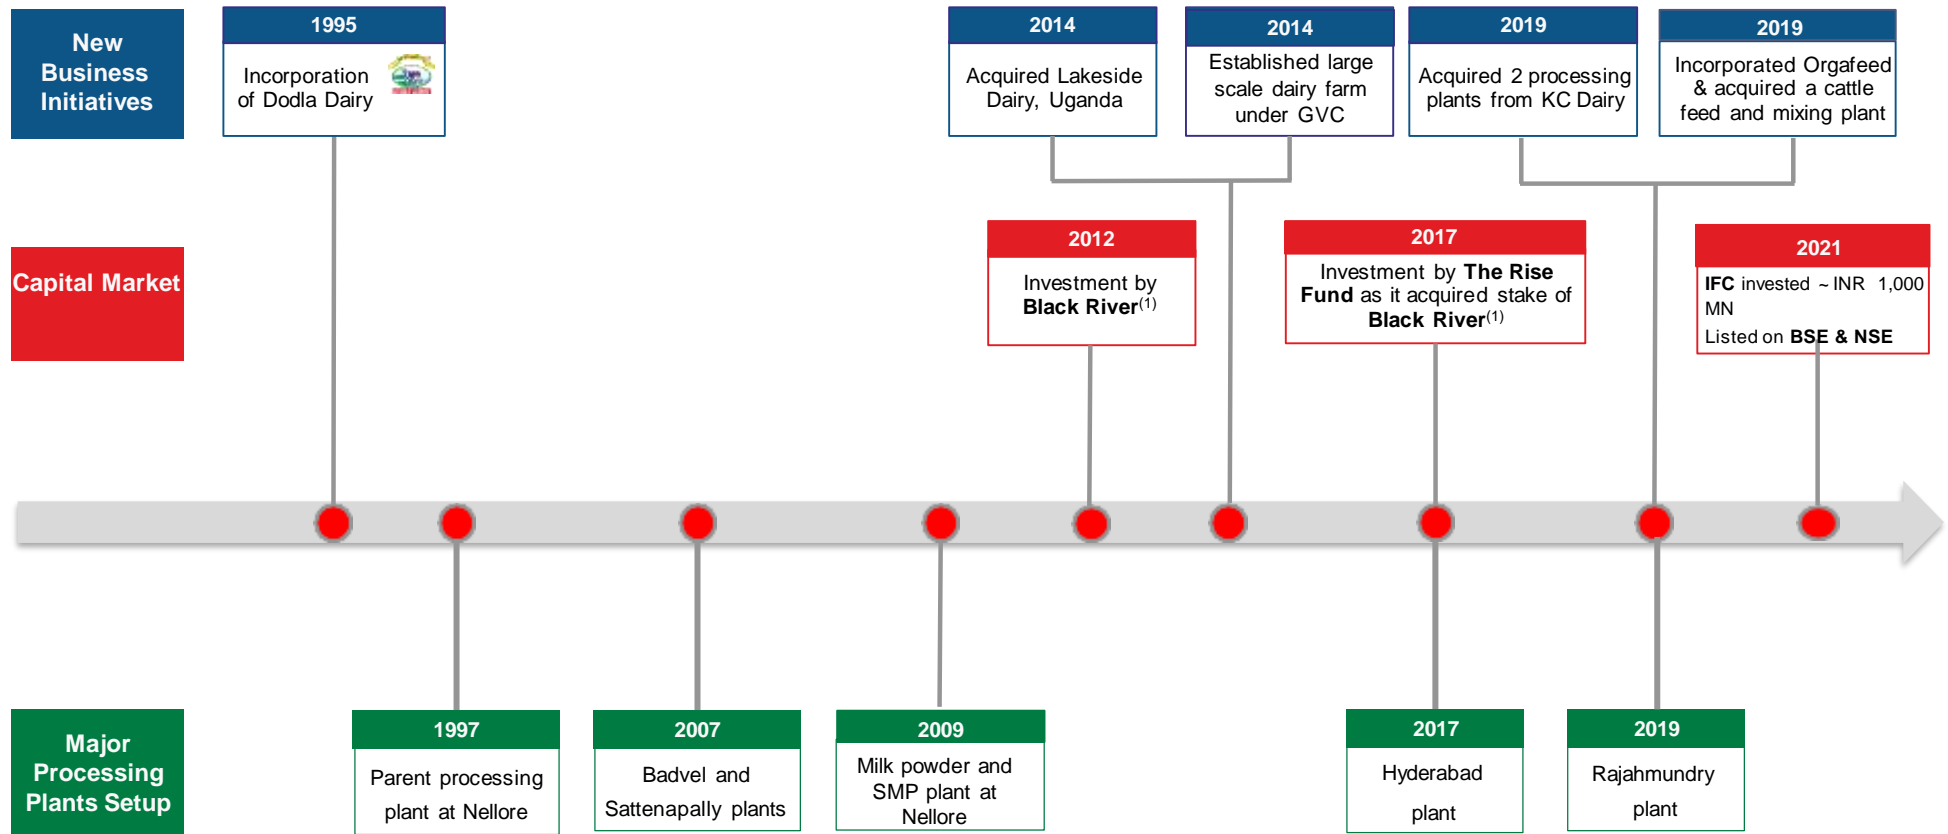 New
Business
Initiatives
1995
Incorporation
of Dodla Dairy
2014
Acquired Lakeside
Dairy, Uganda
2014
Established large
scale dairy farm
under GVC
2019
Acquired 2 processing
plants from KC Dairy
2019
Incorporated Orgafeed
& acquired a cattle
feed and mixing plant
Capital Market
2012
Investment by
Black River(1)
2017
Investment by The Rise
Fund as it acquired stake of
Black River(1)
2021
IFC invested ~ INR 1,000
MN
Listed on BSE & NSE
Major
Processing
Plants Setup
1997
Parent processing
plant at Nellore
2007
Badvel and
Sattenapally plants
2009
Milk powder and
SMP plant at
Nellore
2017
Hyderabad
plant
2019
Rajahmundry
plant